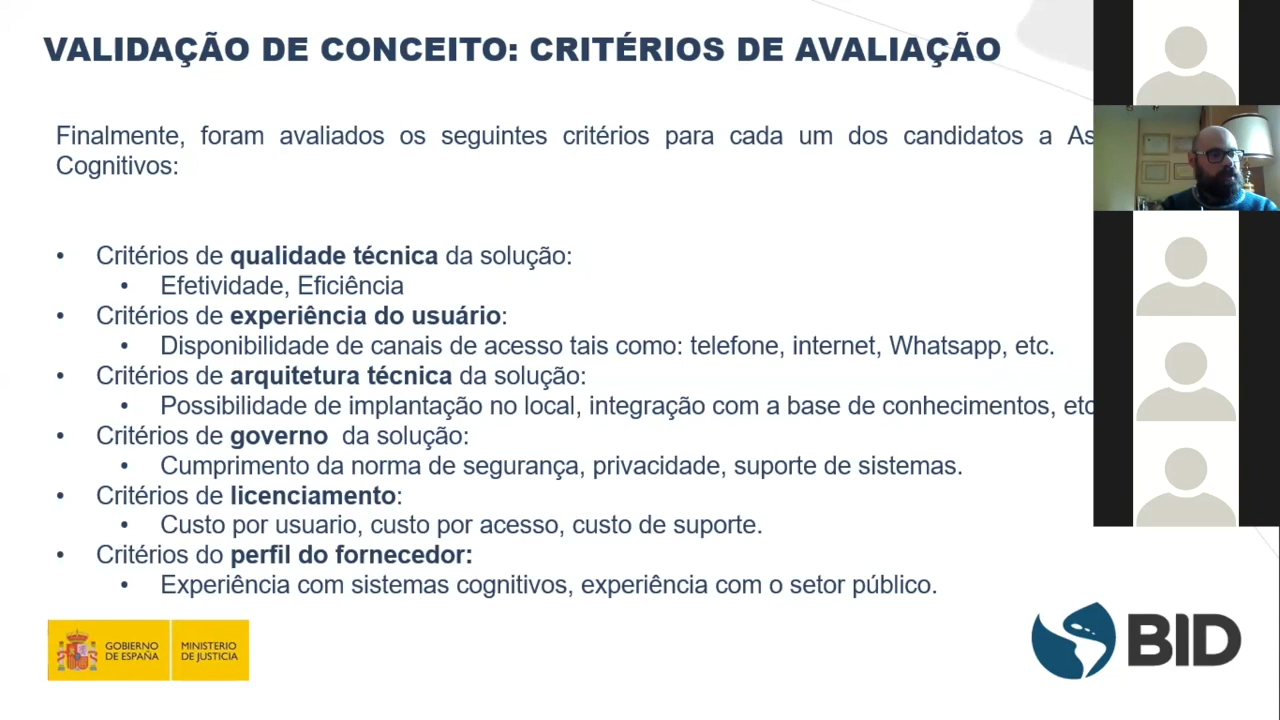 VALIDAÇÃO DE CONCEITO: CRITÉRIOS DE AVALIAÇÃO
Finalmente, foram avaliados os seguintes critérios para cada um dos candidatos a As
Cognitivos:
• Critérios de qualidade técnica da solução:
• Efetividade, Eficiência
• Critérios de experiência do usuário:
• Disponibilidade de canais de acesso tais como: telefone, internet, Whatsapp, etc.
• Critérios de arquitetura técnica da solução:
• Possibilidade de implantação no local, integração com a base de conhecimentos, etc
• Critérios de governo da solução:
• Cumprimento da norma de segurança, privacidade, suporte de sistemas.
• Critérios de licenciamento:
• Custo por usuario, custo por acesso, custo de suporte.
• Critérios do perfil do fornecedor:
• Experiência com sistemas cognitivos, experiência com o setor público.
GOBIERNO DE ESPAÑA
MINISTERIO DE JUSTICIA
BID